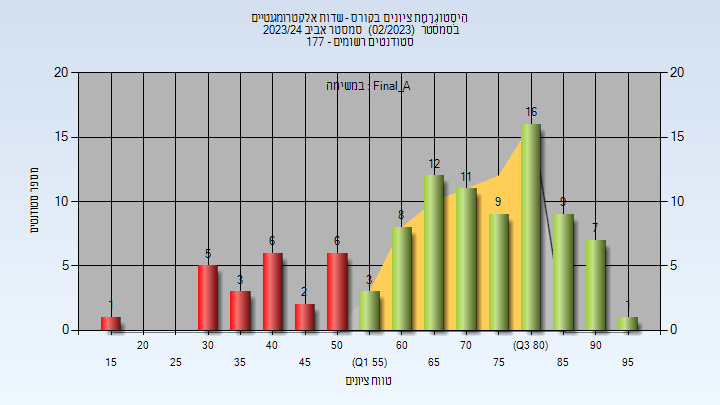 היסטוגרמת ציונים בקורס - שדות אלקטרומגנטיים
בסמסטר (02/2023) סמסטר אביב 2023/24
סטודנטים רשומים - 177
במשימה : Final_A
מספר סטודנטים
20 20
15 15
10 10
5 5
0 0
1 5 3 6 2 6 3 8 12 11 9 16 9 7 1
20 30 40 50 60 70 (Q3 80) 90
15 25 35 45 (Q1 55) 65 75 85 95
טווח ציונים